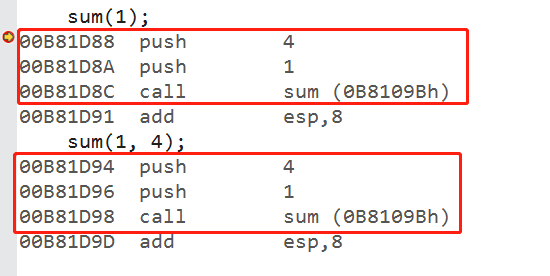 sum(1);
00B81D88 push 4
00B81D8A push 1
00B81D8C call sum (0B8109Bh)
00B81D91 add esp,8
sum(1, 4);
00B81D94 push 4
00B81D96 push 1
00B81D98 call sum (0B8109Bh)
00B81D9D add esp,8